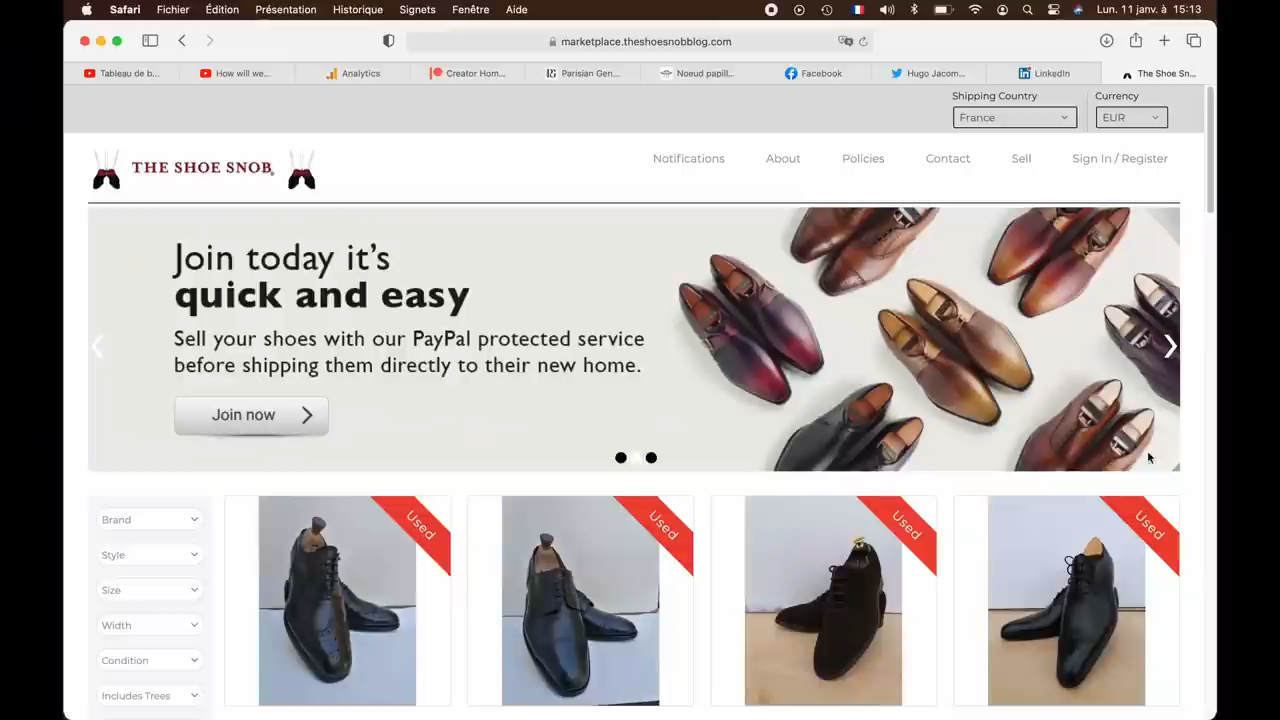 Safari Fichier Édition Présentation Historique Signets Fenêtre Aide Lun. 11 janv. à 15:13
marketplace.theshoesnobblog.com
Tableau de b... How will we... Analytics Creator Hom... Parisian Gen... Noeud papill... Facebook Hugo Jacom... LinkedIn The Shoe Sn...
Shipping Country Currency
France EUR
THE SHOE SNOB Notifications About Policies Contact Sell Sign In / Register
Join today it's
quick and easy
Sell your shoes with our PayPal protected service
before shipping them directly to their new home.
Join now
Brand
Style
Size
Width
Condition
Includes Trees
Used
Used
Used
Used